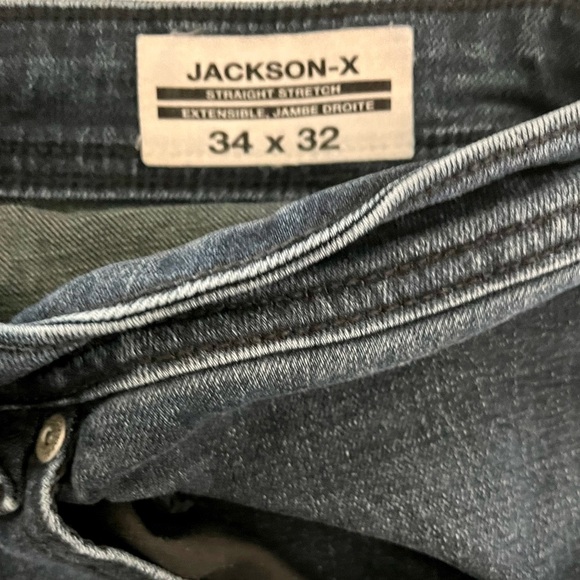 JACKSON-X
STRAIGHT STRETCH
EXTENSIBLE, JAMBE DROITE
34 x 32